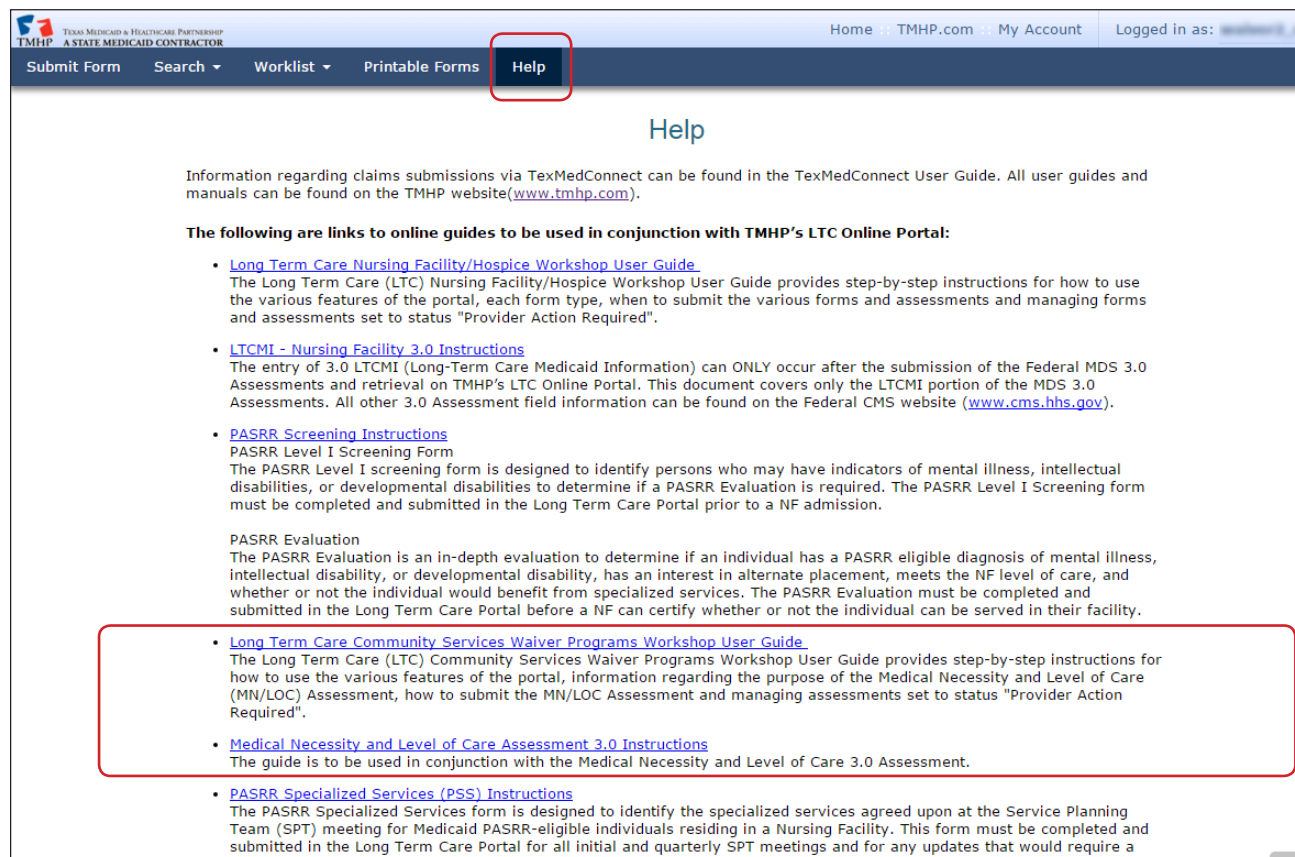 TEXAS MEDICAID & HEALTHCARE PARTNERSHIP
TMHP A STATE MEDICAID CONTRACTOR
Home :: TMHP.com :: My Account Logged in as:
Submit Form Search Worklist Printable Forms Help
Help
Information regarding claims submissions via TexMedConnect can be found in the TexMedConnect User Guide. All user guides and
manuals can be found on the TMHP website(www.tmhp.com).
The following are links to online guides to be used in conjunction with TMHP's LTC Online Portal:
• Long Term Care Nursing Facility/Hospice Workshop User Guide
The Long Term Care (LTC) Nursing Facility/Hospice Workshop User Guide provides step-by-step instructions for how to use
the various features of the portal, each form type, when to submit the various forms and assessments and managing forms
and assessments set to status "Provider Action Required".
• LTCMI - Nursing Facility 3.0 Instructions
The entry of 3.0 LTCMI (Long-Term Care Medicaid Information) can ONLY occur after the submission of the Federal MDS 3.0
Assessments and retrieval on TMHP's LTC Online Portal. This document covers only the LTCMI portion of the MDS 3.0
Assessments. All other 3.0 Assessment field information can be found on the Federal CMS website (www.cms.hhs.gov).
• PASRR Screening Instructions
PASRR Level I Screening Form
The PASRR Level I screening form is designed to identify persons who may have indicators of mental illness, intellectual
disabilities, or developmental disabilities to determine if a PASRR Evaluation is required. The PASRR Level I Screening form
must be completed and submitted in the Long Term Care Portal prior to a NF admission.
PASRR Evaluation
The PASRR Evaluation is an in-depth evaluation to determine if an individual has a PASRR eligible diagnosis of mental illness,
intellectual disability, or developmental disability, has an interest in alternate placement, meets the NF level of care, and
whether or not the individual would benefit from specialized services. The PASRR Evaluation must be completed and
submitted in the Long Term Care Portal before a NF can certify whether or not the individual can be served in their facility.
• Long Term Care Community Services Waiver Programs Workshop User Guide
The Long Term Care (LTC) Community Services Waiver Programs Workshop User Guide provides step-by-step instructions for
how to use the various features of the portal, information regarding the purpose of the Medical Necessity and Level of Care
(MN/LOC) Assessment, how to submit the MN/LOC Assessment and managing assessments set to status "Provider Action
Required".
• Medical Necessity and Level of Care Assessment 3.0 Instructions
The guide is to be used in conjunction with the Medical Necessity and Level of Care 3.0 Assessment.
• PASRR Specialized Services (PSS) Instructions
The PASRR Specialized Services form is designed to identify the specialized services agreed upon at the Service Planning
Team (SPT) meeting for Medicaid PASRR-eligible individuals residing in a Nursing Facility. This form must be completed and
submitted in the Long Term Care Portal for all initial and quarterly SPT meetings and for any updates that would require a